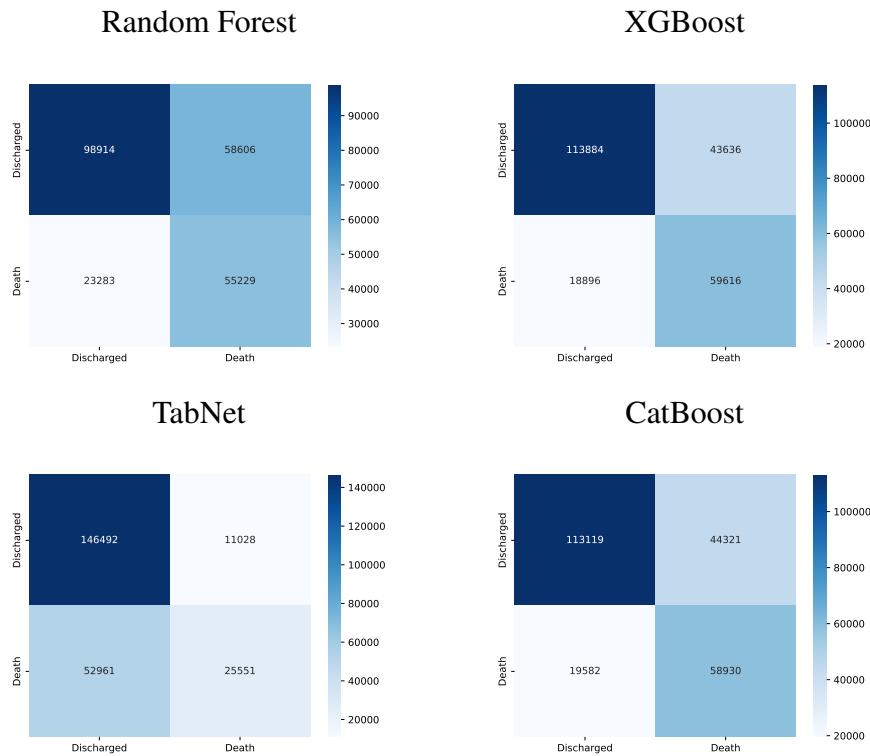 Random Forest
XGBoost
Discharged
98914
58606
Death
23283
55229
Discharged
Death
90000
80000
70000
60000
50000
40000
30000
Discharged
113884
43636
Death
18896
59616
Discharged
Death
100000
80000
60000
40000
20000
TabNet
CatBoost
Discharged
146492
11028
Death
52961
25551
Discharged
Death
140000
120000
100000
80000
60000
40000
20000
Discharged
113119
44321
Death
19582
58930
Discharged
Death
100000
80000
60000
40000
20000